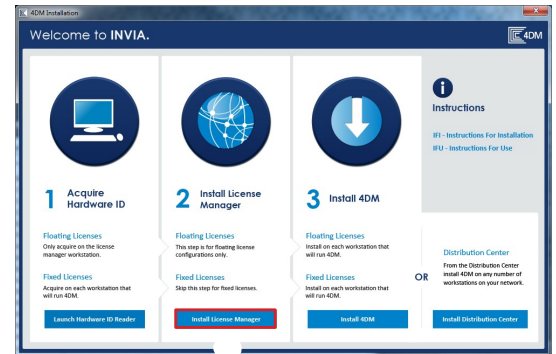 4DM Installation
Welcome to INVIA.
4DM
1 Acquire
Hardware ID
Floating Licenses
Only acquire on the license
manager workstation.
Fixed Licenses
Acquire on each workstation that
will run 4DM.
Launch Hardware ID Reader
2 Install License
Manager
Floating Licenses
This step is for floating license
configurations only.
Fixed Licenses
Skip this step for fixed licenses.
Install License Manager
3 Install 4DM
Floating Licenses
Install on each workstation that
will run 4DM.
Fixed Licenses
Install on each workstation that
will run 4DM.
Install 4DM
OR
Instructions
IFI - Instructions For Installation
IFU - Instructions For Use
Distribution Center
From the Distribution Center
install 4DM on any number of
workstations on your network.
Install Distribution Center